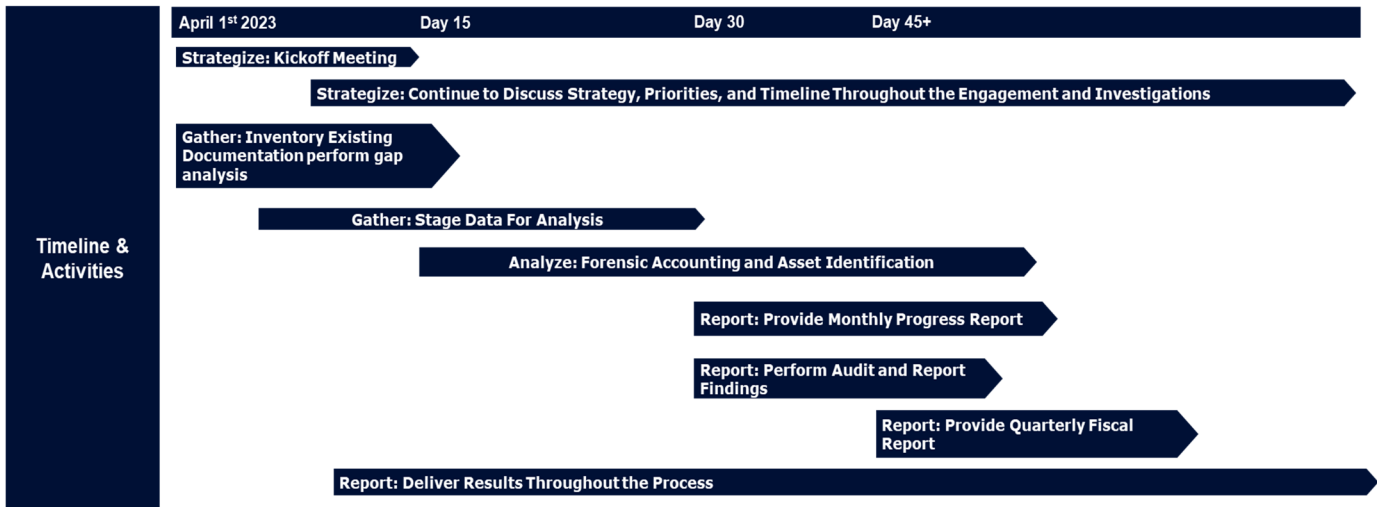 April 1st 2023 Day 15 Day 30 Day 45+
Strategize: Kickoff Meeting
Strategize: Continue to Discuss Strategy, Priorities, and Timeline Throughout the Engagement and Investigations
Gather: Inventory Existing
Documentation perform gap
analysis
Gather: Stage Data For Analysis
Timeline &
Activities
Analyze: Forensic Accounting and Asset Identification
Report: Provide Monthly Progress Report
Report: Perform Audit and Report
Findings
Report: Provide Quarterly Fiscal
Report
Report: Deliver Results Throughout the Process